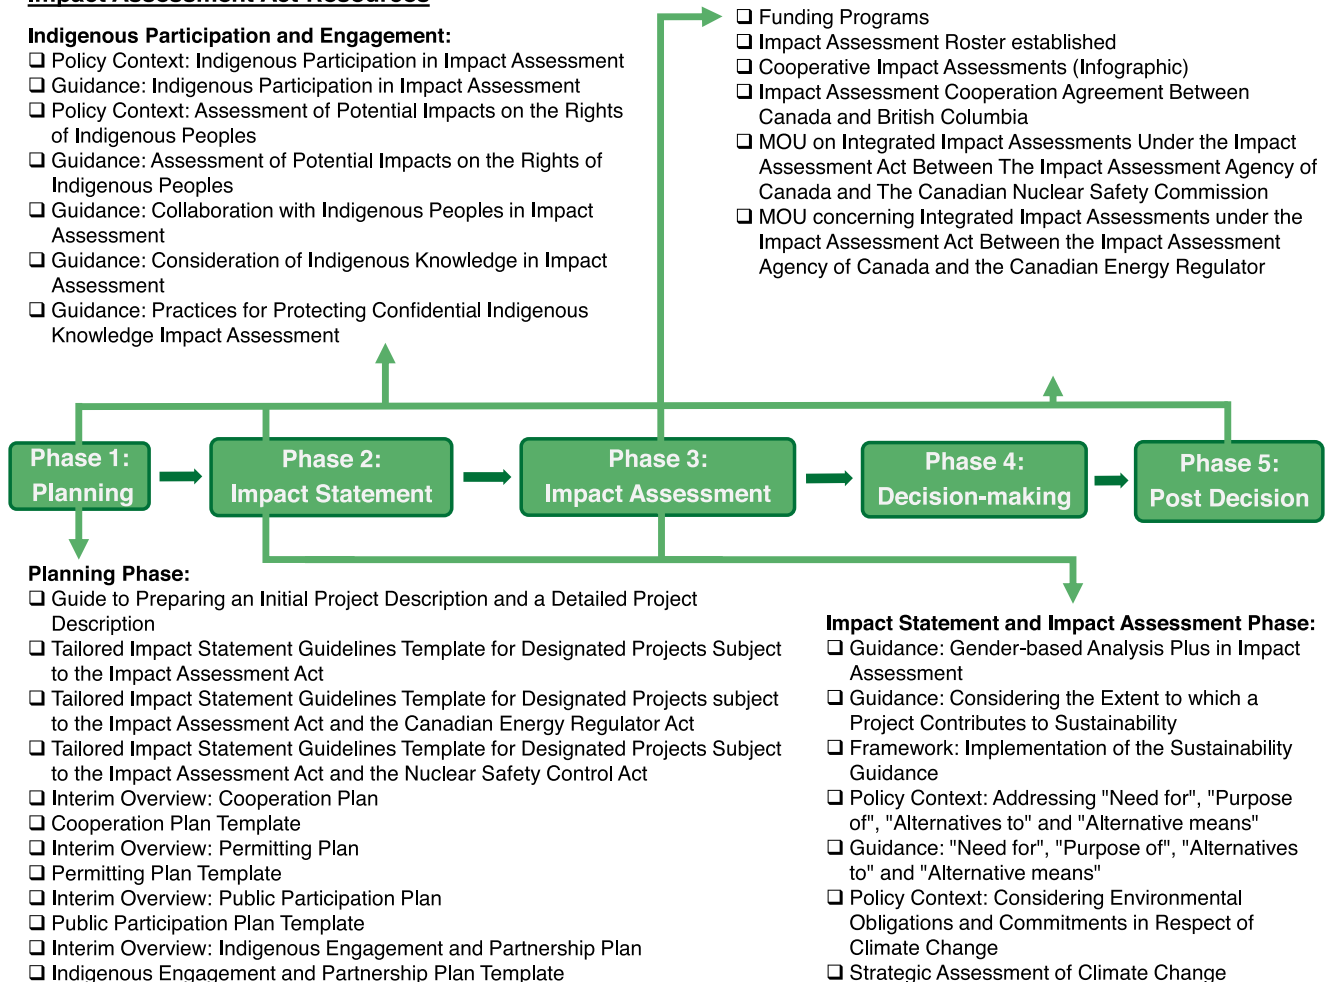 Impact Assessment Act Resources
Indigenous Participation and Engagement:
❑ Policy Context: Indigenous Participation in Impact Assessment
❑ Guidance: Indigenous Participation in Impact Assessment
❑ Policy Context: Assessment of Potential Impacts on the Rights
of Indigenous Peoples
❑ Guidance: Assessment of Potential Impacts on the Rights of
Indigenous Peoples
❑ Guidance: Collaboration with Indigenous Peoples in Impact
Assessment
❑ Guidance: Consideration of Indigenous Knowledge in Impact
Assessment
❑ Guidance: Practices for Protecting Confidential Indigenous
Knowledge Impact Assessment
❑ Funding Programs
❑ Impact Assessment Roster established
❑ Cooperative Impact Assessments (Infographic)
❑ Impact Assessment Cooperation Agreement Between
Canada and British Columbia
❑ MOU on Integrated Impact Assessments Under the Impact
Assessment Act Between The Impact Assessment Agency of
Canada and The Canadian Nuclear Safety Commission
❑ MOU concerning Integrated Impact Assessments under the
Impact Assessment Act Between the Impact Assessment
Agency of Canada and the Canadian Energy Regulator
Phase 1:
Planning
Phase 2:
Impact Statement
Phase 3:
Impact Assessment
Phase 4:
Decision-making
Phase 5:
Post Decision
Planning Phase:
❑ Guide to Preparing an Initial Project Description and a Detailed Project
Description
❑ Tailored Impact Statement Guidelines Template for Designated Projects Subject
to the Impact Assessment Act
❑ Tailored Impact Statement Guidelines Template for Designated Projects subject
to the Impact Assessment Act and the Canadian Energy Regulator Act
❑ Tailored Impact Statement Guidelines Template for Designated Projects Subject
to the Impact Assessment Act and the Nuclear Safety Control Act
❑ Interim Overview: Cooperation Plan
❑ Cooperation Plan Template
❑ Interim Overview: Permitting Plan
❑ Permitting Plan Template
❑ Interim Overview: Public Participation Plan
❑ Public Participation Plan Template
❑ Interim Overview: Indigenous Engagement and Partnership Plan
❑ Indigenous Engagement and Partnership Plan Template
Impact Statement and Impact Assessment Phase:
❑ Guidance: Gender-based Analysis Plus in Impact
Assessment
❑ Guidance: Considering the Extent to which a
Project Contributes to Sustainability
❑ Framework: Implementation of the Sustainability
Guidance
❑ Policy Context: Addressing "Need for", "Purpose
of", "Alternatives to" and "Alternative means"
❑ Guidance: "Need for", "Purpose of", "Alternatives
to" and "Alternative means"
❑ Policy Context: Considering Environmental
Obligations and Commitments in Respect of
Climate Change
❑ Strategic Assessment of Climate Change